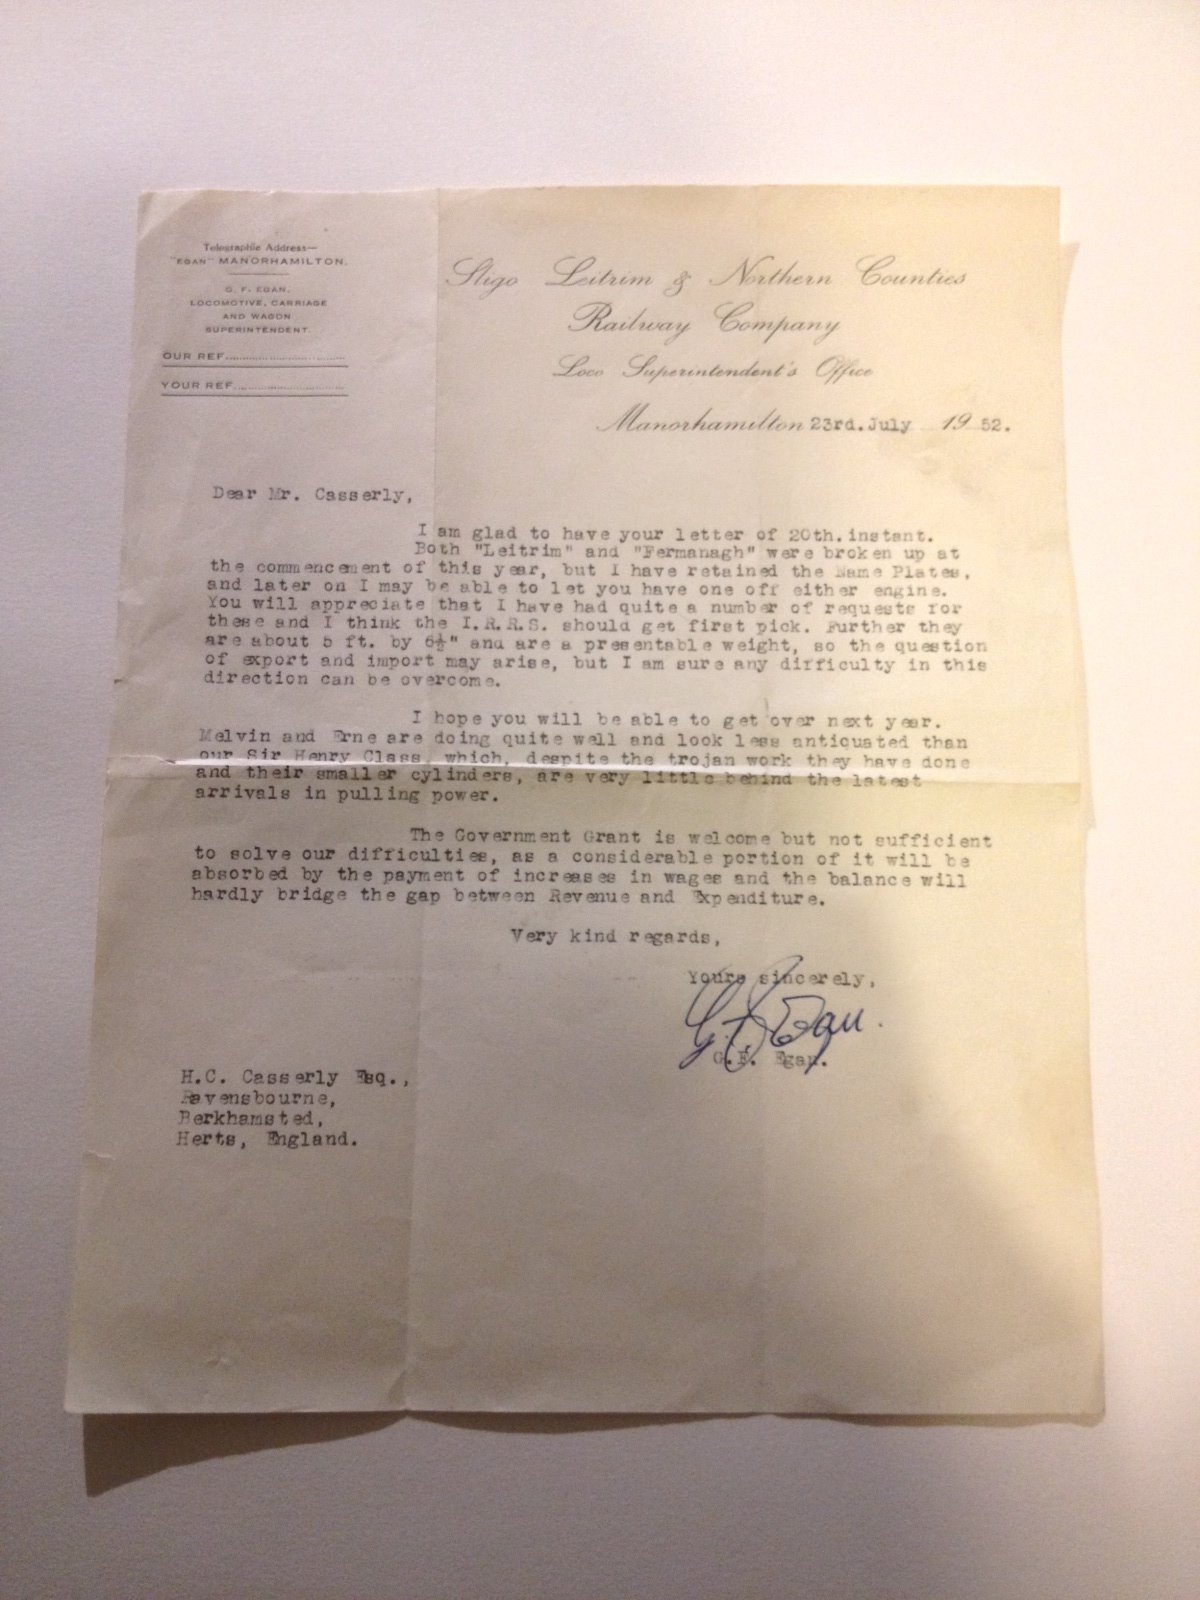 Telegraphic Address—
"EGAN" MANORHAMILTON.
G. F. EGAN,
LOCOMOTIVE, CARRIAGE
AND WAGON
SUPERINTENDENT.
OUR REF.
YOUR REF.
Sligo Leitrim & Northern Counties
Railway Company
Loco Superintendent's Office
Manorhamilton 23rd. July 19 52.
Dear Mr. Casserly,
I am glad to have your letter of 20th. instant.
Both "Leitrim" and "Fermanagh" were broken up at
the commencement of this year, but I have retained the Name Plates,
and later on I may be able to let you have one off either engine.
You will appreciate that I have had quite a number of requests for
these and I think the I.R.R.S. should get first pick. Further they
are about 5 ft. by 6½" and are a presentable weight, so the question
of export and import may arise, but I am sure any difficulty in this
direction can be overcome.
I hope you will be able to get over next year.
Melvin and Erne are doing quite well and look less antiquated than
our Sir Henry Class, which, despite the trojan work they have done
and their smaller cylinders, are very little behind the latest
arrivals in pulling power.
The Government Grant is welcome but not sufficient
to solve our difficulties, as a considerable portion of it will be
absorbed by the payment of increases in wages and the balance will
hardly bridge the gap between Revenue and Expenditure.
Very kind regards,
Yours sincerely,
G. F. Egan.
G.F. Egan.
H.C. Casserly Esq.,
Ravensbourne,
Berkhamsted,
Herts, England.